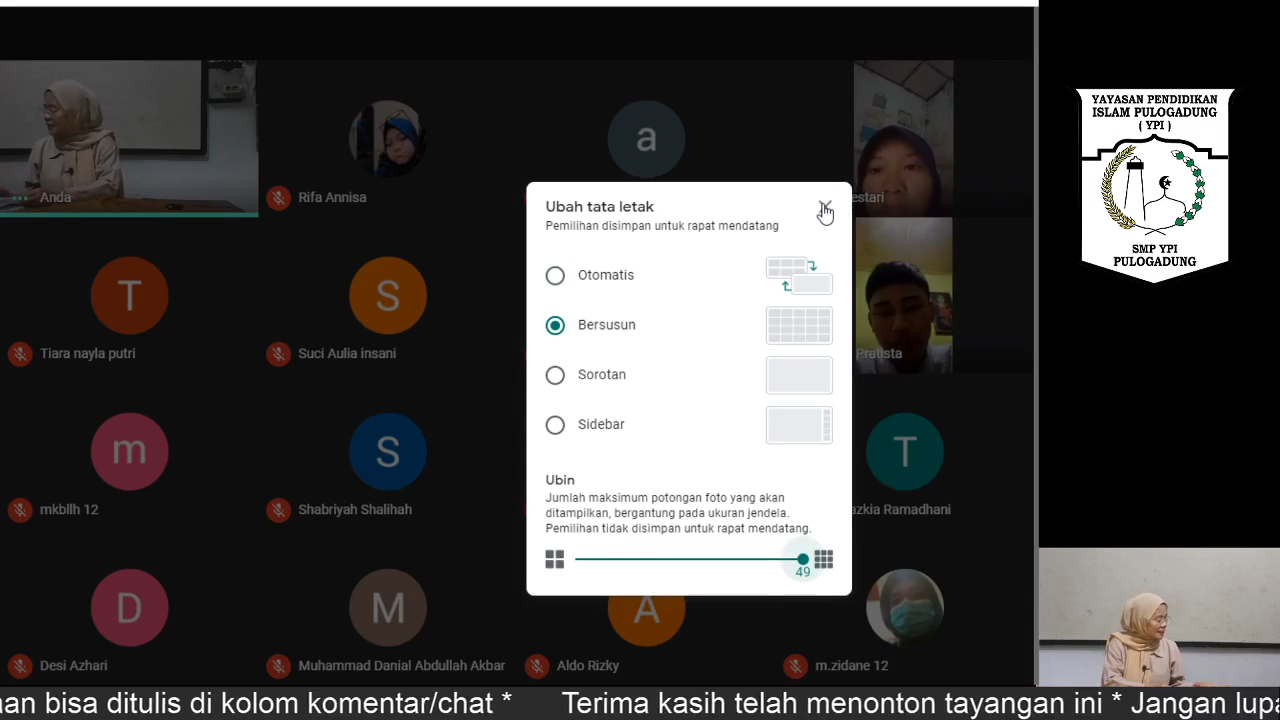 YAYASAN PENDIDIKAN
ISLAM PULOGADUNG
( YPI )
SMP YPI
PULOGADUNG
Anda
Rifa Annisa
a
estari
Ubah tata letak
Pemilihan disimpan untuk rapat mendatang
Otomatis
Bersusun
Sorotan
Sidebar
Ubin
Jumlah maksimum potongan foto yang akan
ditampilkan, bergantung pada ukuran jendela.
Pemilihan tidak disimpan untuk rapat mendatang.
49
T
Tiara nayla putri
S
Suci Aulia insani
Pratista
m
mkbllh 12
S
Shabriyah Shalihah
T
azkia Ramadhani
D
Desi Azhari
M
Muhammad Danial Abdullah Akbar
A
Aldo Rizky
m.zidane 12
aan bisa ditulis di kolom komentar/chat * Terima kasih telah menonton tayangan ini * Jangan lupa